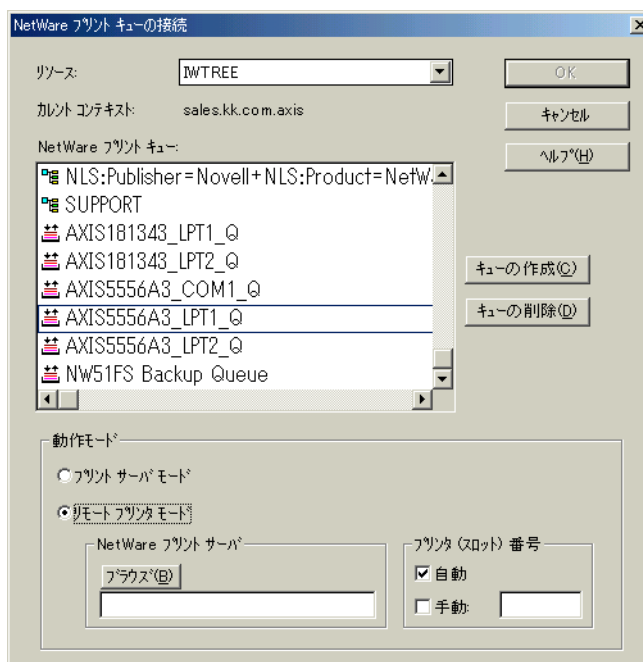 NetWare プリント キューの接続
リソース: IWTREE
OK
カレント コンテキスト: sales.kk.com.axis
キャンセル
NetWare プリント キュー:
ヘルプ(H)
NLS:Publisher=Novell+NLS:Product=NetW
SUPPORT
AXIS181343_LPT1_Q
AXIS181343_LPT2_Q
AXIS5556A3_COM1_Q
AXIS5556A3_LPT1_Q
AXIS5556A3_LPT2_Q
NW51FS Backup Queue
キューの作成(C)
キューの削除(D)
動作モード
プリント サーバ モード
リモート プリンタ モード
NetWare プリント サーバ
ブラウズ(B)
プリンタ (スロット) 番号
自動
手動: